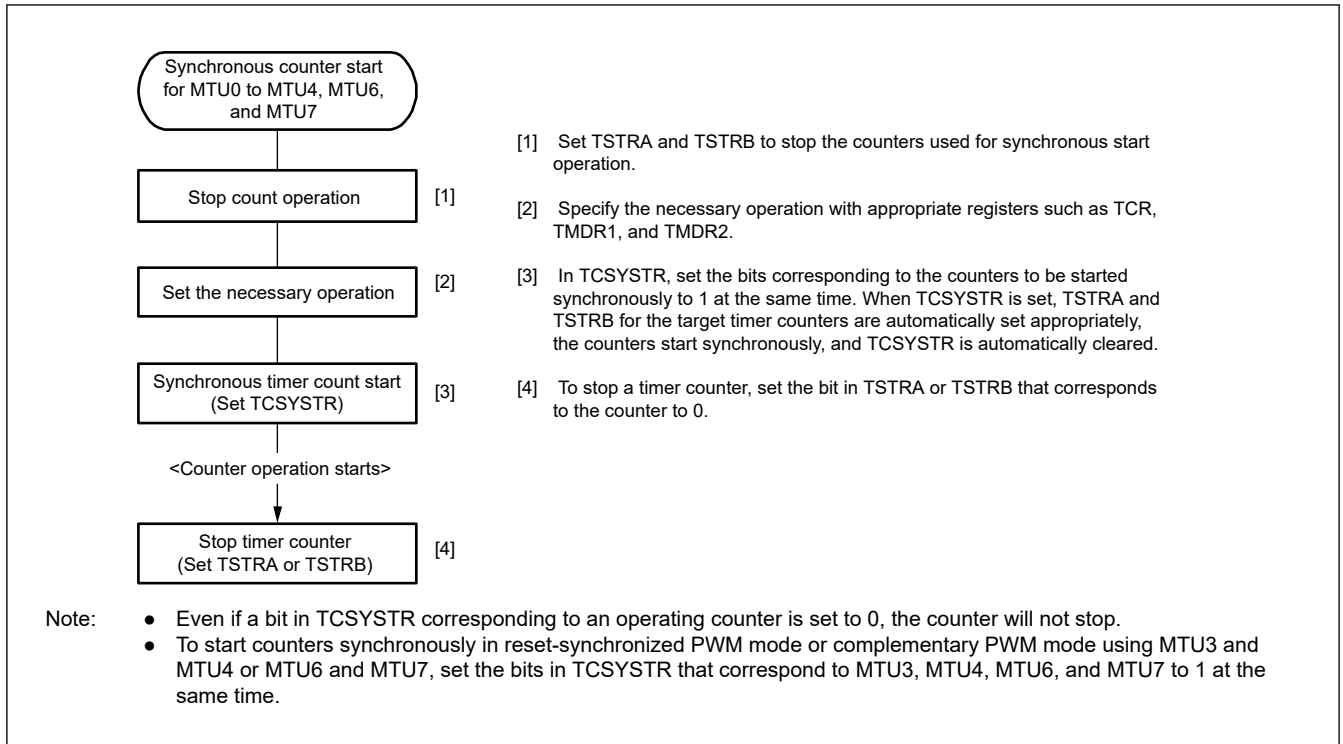 Synchronous counter start
for MTU0 to MTU4, MTU6,
and MTU7
Stop count operation
[1]
Set the necessary operation
[2]
Synchronous timer count start
(Set TCSYSTR)
[3]
<Counter operation starts>
Stop timer counter
(Set TSTRA or TSTRB)
[4]
[1] Set TSTRA and TSTRB to stop the counters used for synchronous start
operation.
[2] Specify the necessary operation with appropriate registers such as TCR,
TMDR1, and TMDR2.
[3] In TCSYSTR, set the bits corresponding to the counters to be started
synchronously to 1 at the same time. When TCSYSTR is set, TSTRA and
TSTRB for the target timer counters are automatically set appropriately,
the counters start synchronously, and TCSYSTR is automatically cleared.
[4] To stop a timer counter, set the bit in TSTRA or TSTRB that corresponds
to the counter to 0.
Note: ● Even if a bit in TCSYSTR corresponding to an operating counter is set to 0, the counter will not stop.
● To start counters synchronously in reset-synchronized PWM mode or complementary PWM mode using MTU3 and
MTU4 or MTU6 and MTU7, set the bits in TCSYSTR that correspond to MTU3, MTU4, MTU6, and MTU7 to 1 at the
same time.